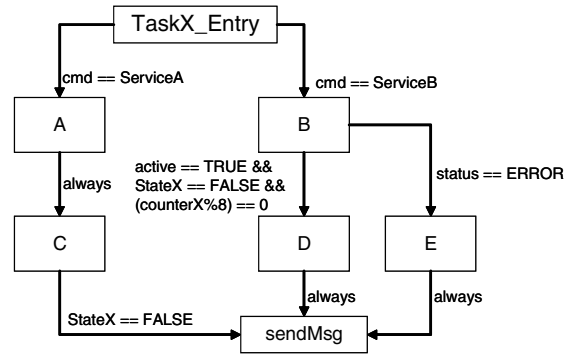 TaskX_Entry
cmd == ServiceA
cmd == ServiceB
A
B
always
active == TRUE &&
StateX == FALSE &&
(counterX%8) == 0
status == ERROR
C
D
E
StateX == FALSE
always
always
sendMsg